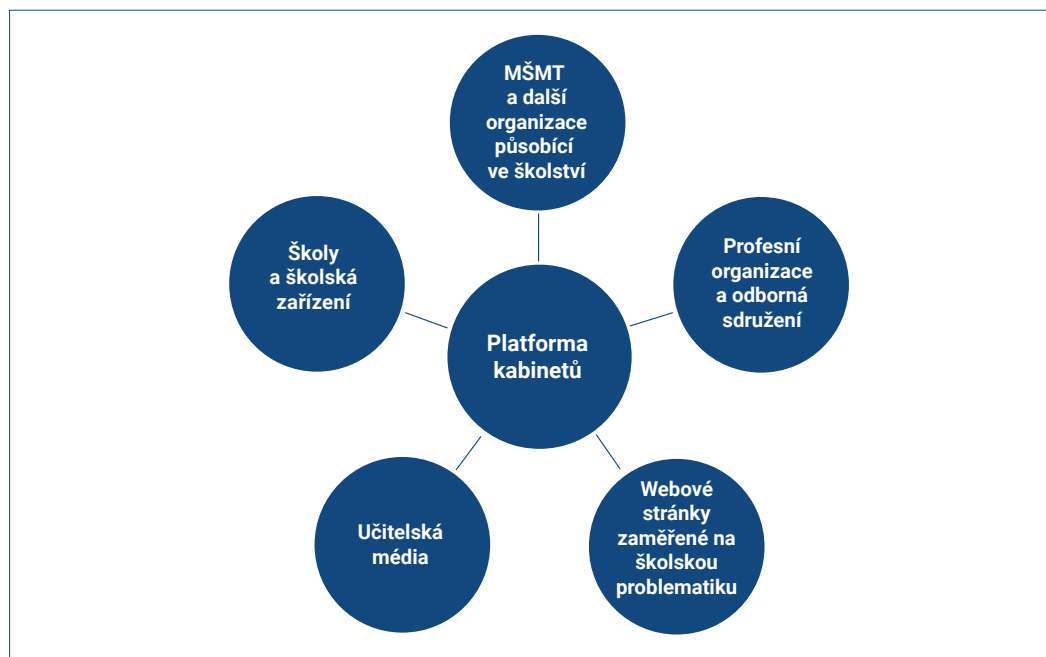 MŠMT
a další
organizace
působící
ve školství
Profesní
organizace
a odborná
sdružení
Školy
a školská
zařízení
Platforma
kabinetů
Webové
stránky
zaměřené na
školskou
problematiku
Učitelská
média